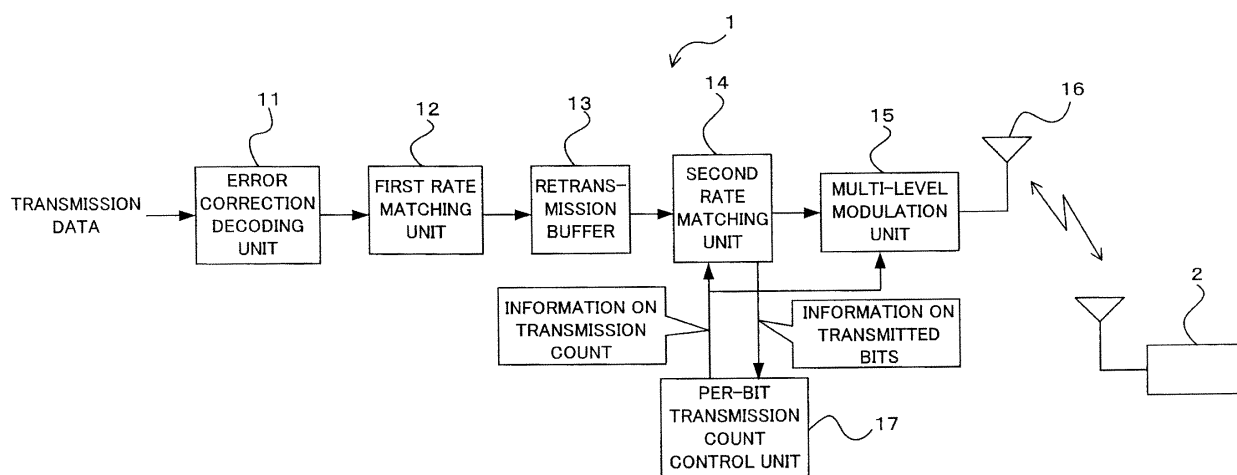 1
11
12
13
14
15
16
TRANSMISSION
DATA
ERROR
CORRECTION
DECODING
UNIT
FIRST RATE
MATCHING
UNIT
RETRANS-
MISSION
BUFFER
SECOND
RATE
MATCHING
UNIT
MULTI-LEVEL
MODULATION
UNIT
INFORMATION ON
TRANSMISSION
COUNT
INFORMATION ON
TRANSMITTED
BITS
2
PER-BIT
TRANSMISSION
COUNT
CONTROL UNIT
17